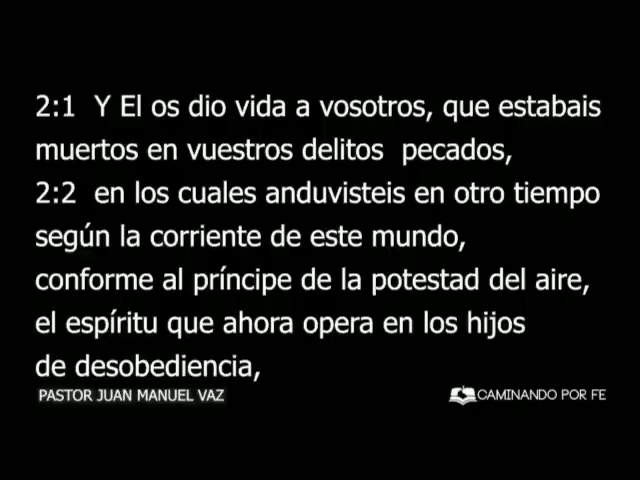 2:1  Y El os dio vida a vosotros, que estabais
muertos en vuestros delitos  pecados,
2:2  en los cuales anduvisteis en otro tiempo
según la corriente de este mundo,
conforme al príncipe de la potestad del aire,
el espíritu que ahora opera en los hijos
de desobediencia,
PASTOR JUAN MANUEL VAZ
CAMINANDO POR FE